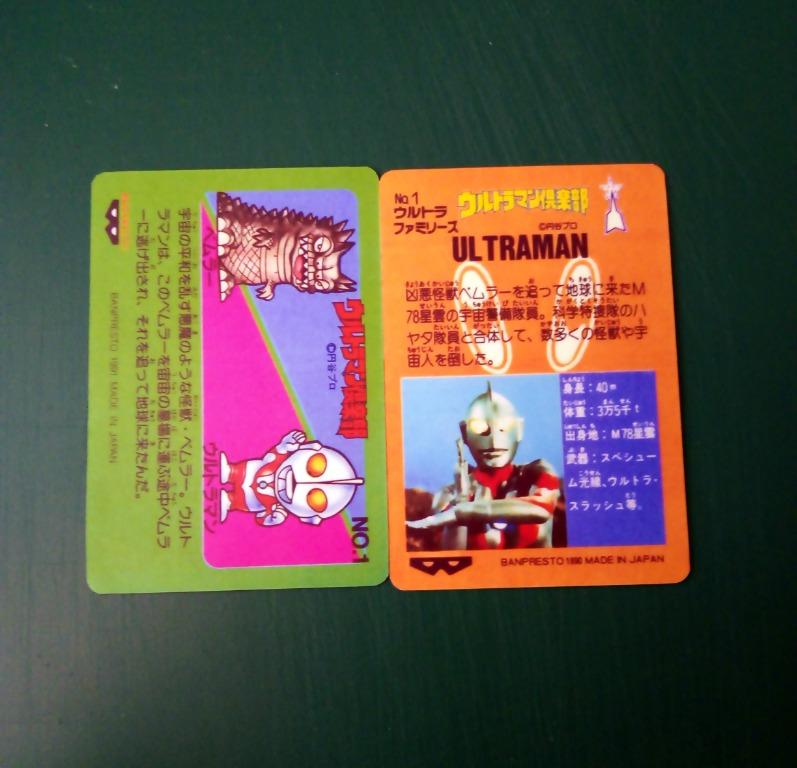 ベムラー
ウルトラマン倶楽部
©円谷プロ
ウルトラマン
NO.1
宇宙の平和を乱す悪魔のような怪獣・ベムラー。ウルト
ラマンは、このベムラーを宇宙の墓場に運ぶ途中ベムラ
ーに逃げ出され、それを追って地球に来たんだ。
BANPRESTO 1991 MADE IN JAPAN
No.1
ウルトラ
ファミリーズ
ウルトラマン倶楽部
©円谷プロ
ULTRAMAN
凶悪怪獣ベムラーを追って地球に来たM
78星雲の宇宙警備隊員。科学特捜隊のハ
ヤタ隊員と合体して、数多くの怪獣や宇
宙人を倒した。
身長：40m
体重：3万5千t
出身地：M78星雲
武器：スペシュー
ム光線、ウルトラ・
スラッシュ等。
BANPRESTO 1990 MADE IN JAPAN